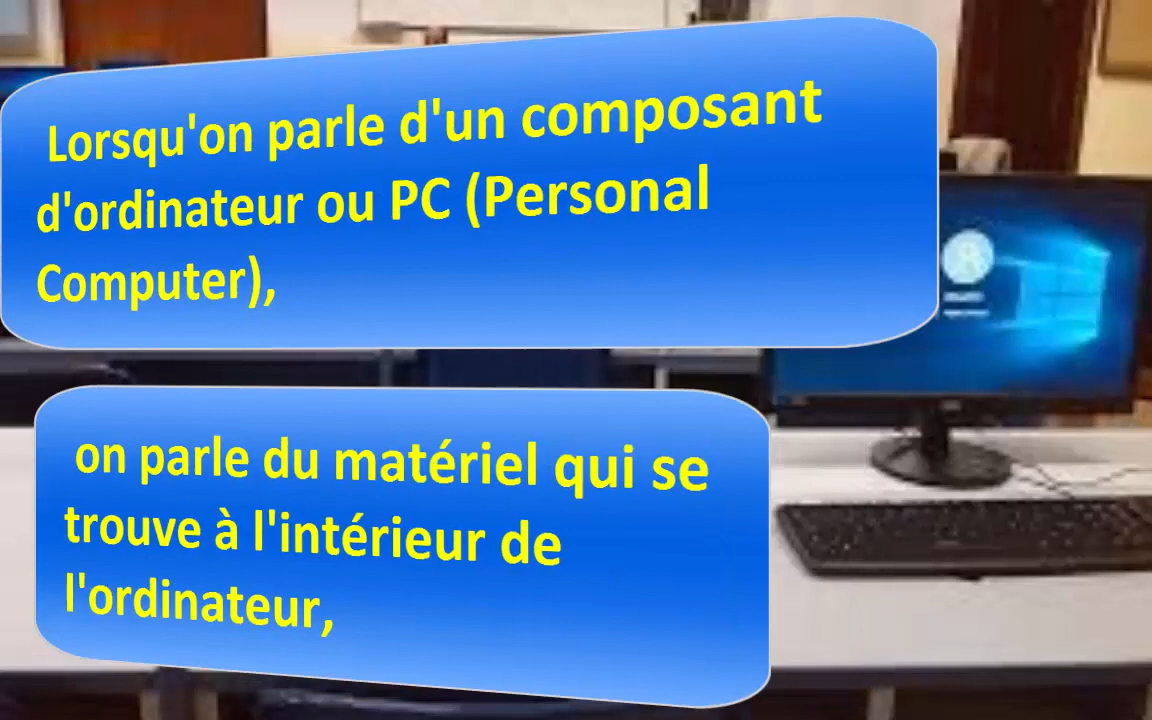 Lorsqu'on parle d'un composant
d'ordinateur ou PC (Personal
Computer),
on parle du matériel qui se
trouve à l'intérieur de
l'ordinateur,